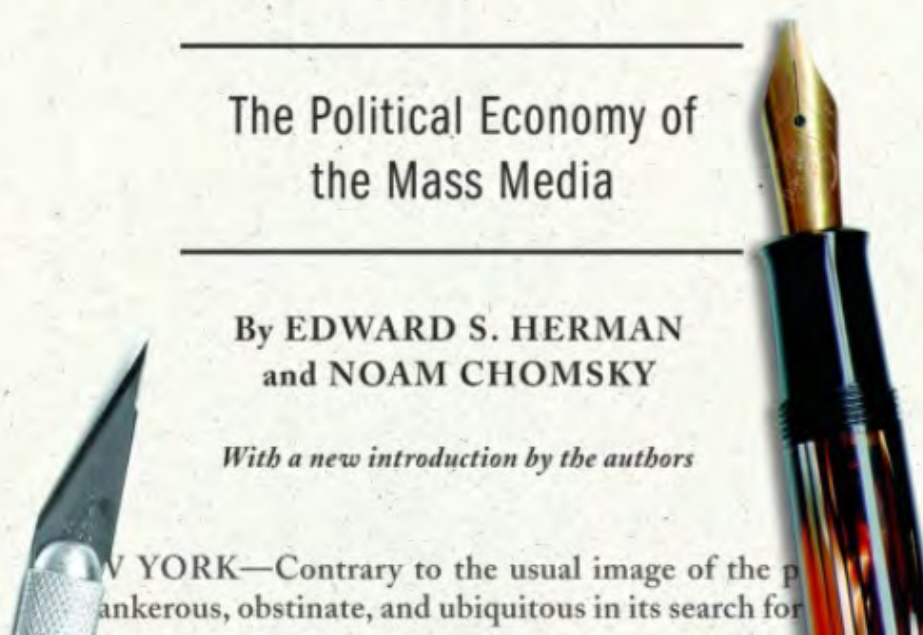 The Political Economy of
the Mass Media
By EDWARD S. HERMAN
and NOAM CHOMSKY
With a new introduction by the authors
YORK—Contrary to the usual image of the
ankerous, obstinate, and ubiquitous in its search for